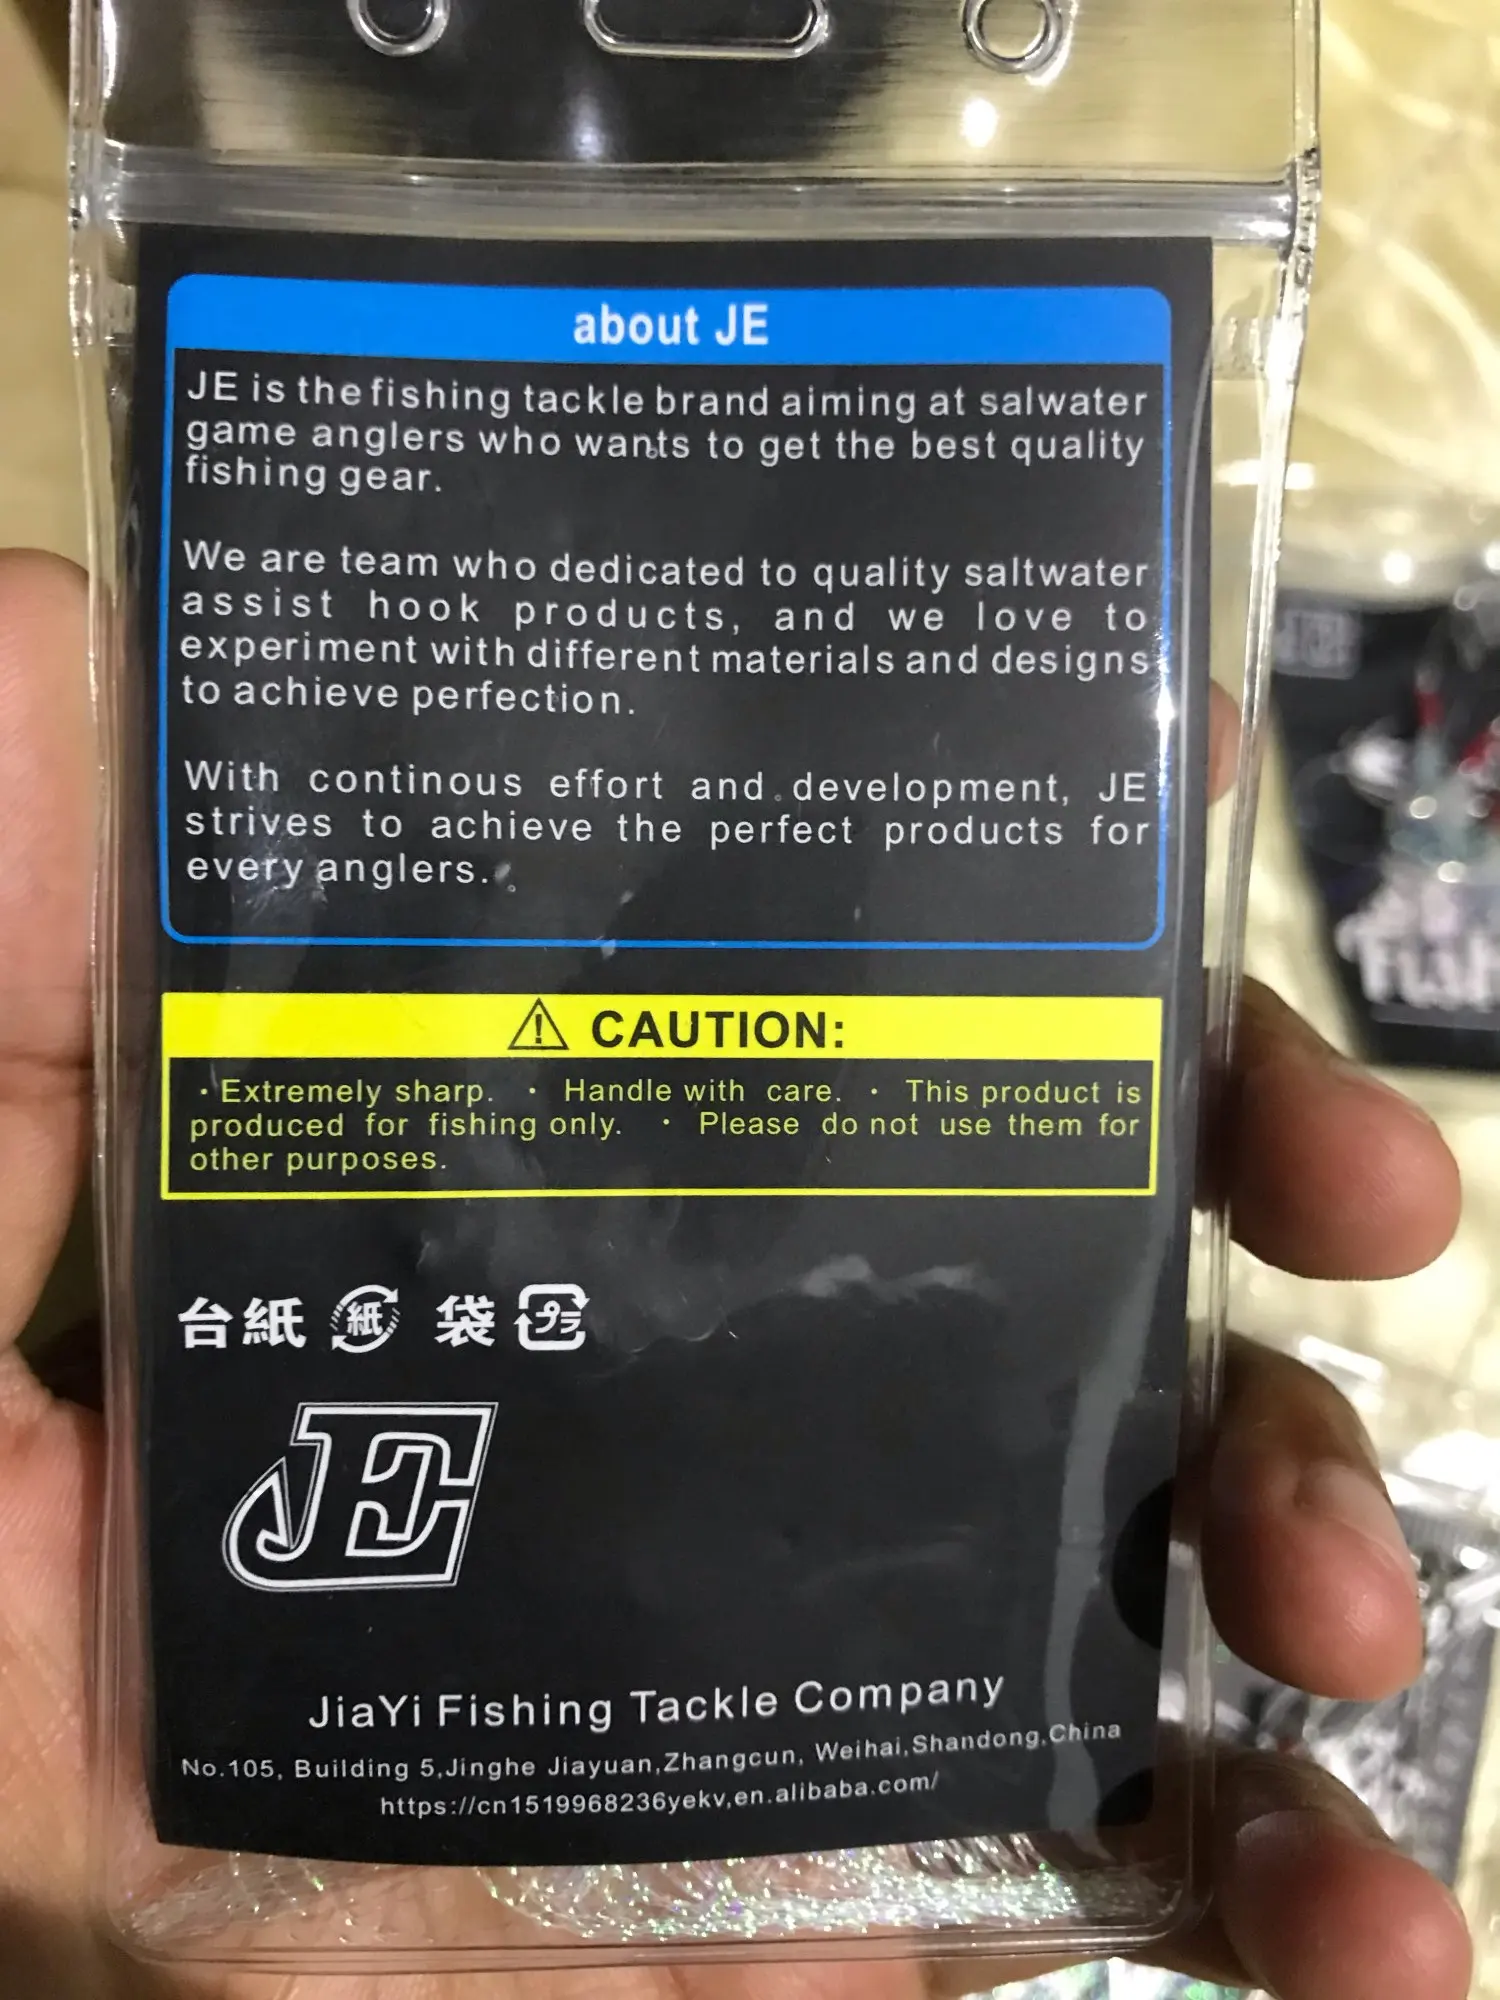 about JE
JE is the fishing tackle brand aiming at salwater
game anglers who wants to get the best quality
fishing gear.
We are team who dedicated to quality saltwater
assist hook products, and we love to
experiment with different materials and designs
to achieve perfection.
With continous effort and development, JE
strives to achieve the perfect products for
every anglers.
CAUTION:
・Extremely sharp. ・ Handle with care. ・ This product is
produced for fishing only. ・ Please do not use them for
other purposes.
台紙 紙 袋 プラ
JE
JiaYi Fishing Tackle Company
No.105, Building 5,Jinghe Jiayuan,Zhangcun, Weihai,Shandong,China
https://cn1519968236yekv,en.alibaba.com/